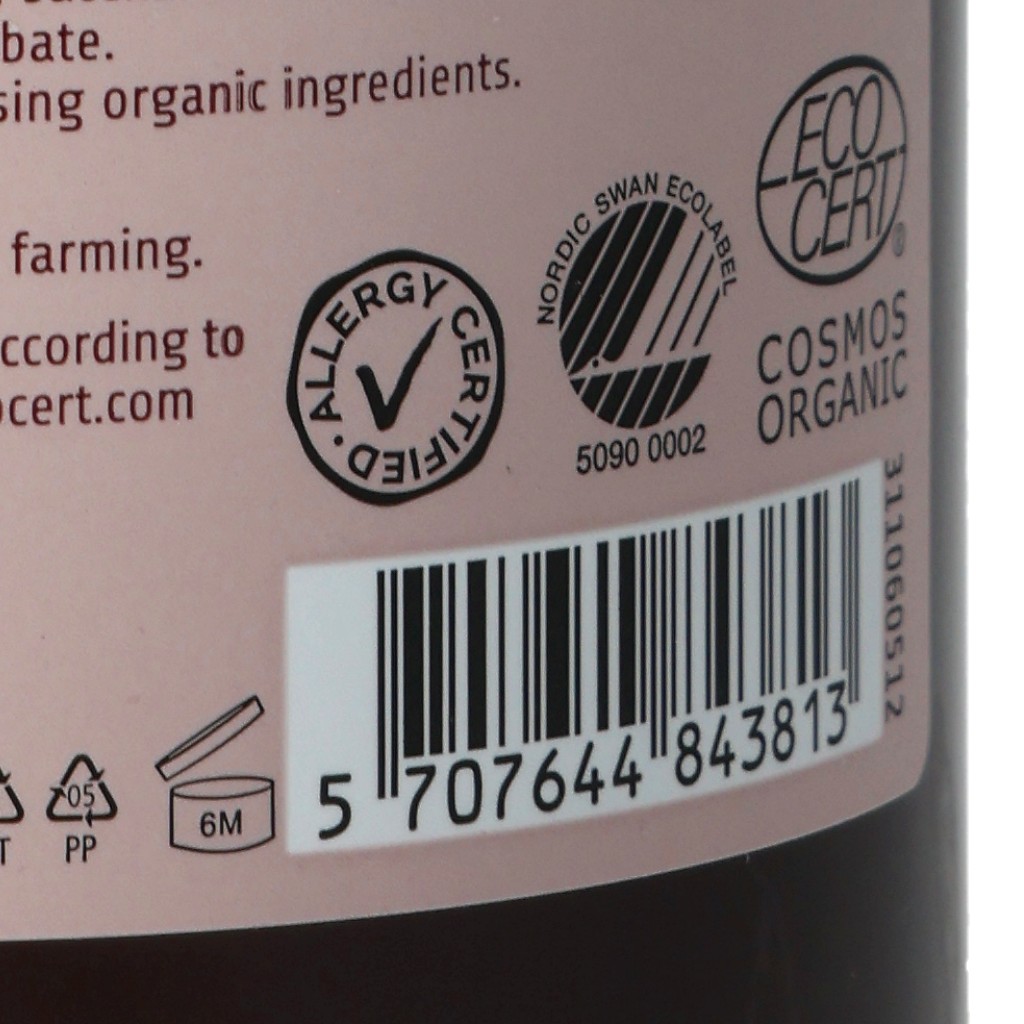 bate.
sing organic ingredients.
farming.
ccording to
ocert.com
ALLERGY CERTIFIED
NORDIC SWAN ECOLABEL
5090 0002
ECO
CERT®
COSMOS
ORGANIC
311060512
5 707644 843813
6M
05
PP
T